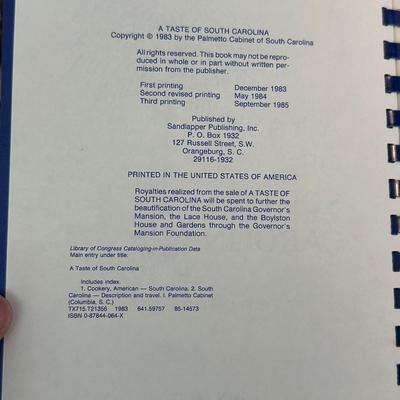 A TASTE OF SOUTH CAROLINA
Copyright © 1983 by the Palmetto Cabinet of South Carolina
All rights reserved. This book may not be repro-
duced in whole or in part without written per-
mission from the publisher.
First printing December 1983
Second revised printing May 1984
Third printing September 1985
Published by
Sandlapper Publishing, Inc.
P. O. Box 1932
127 Russell Street, S.W.
Orangeburg, S. C.
29116-1932
PRINTED IN THE UNITED STATES OF AMERICA
Royalties realized from the sale of A TASTE OF
SOUTH CAROLINA will be spent to further the
beautification of the South Carolina Governor's
Mansion, the Lace House, and the Boylston
House and Gardens through the Governor's
Mansion Foundation.
Library of Congress Cataloging-in-Publication Data
Main entry under title:
A Taste of South Carolina
Includes index.
1. Cookery, American — South Carolina. 2. South
Carolina — Description and travel. I. Palmetto Cabinet
(Columbia, S. C.)
TX715.T21356 1983 641.59757 85-14573
ISBN 0-87844-064-X